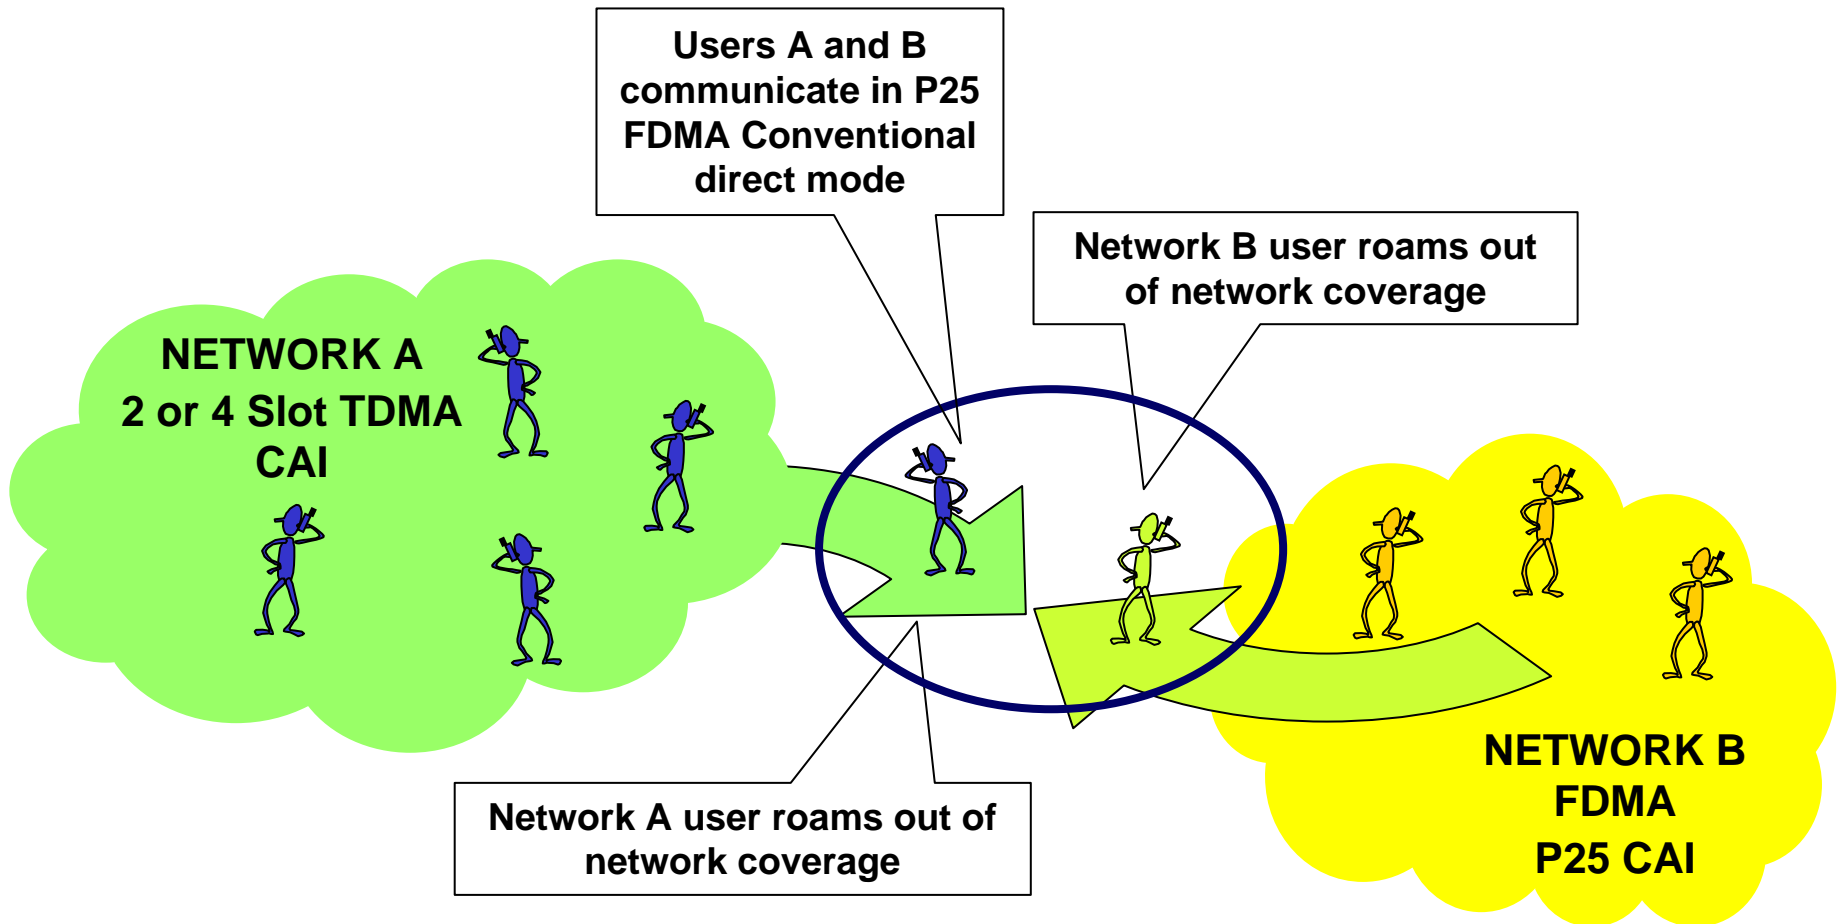 Users A and B
communicate in P25
FDMA Conventional
direct mode
Network B user roams out
of network coverage
NETWORK A
2 or 4 Slot TDMA
CAI
Network A user roams out of
network coverage
NETWORK B
FDMA
P25 CAI